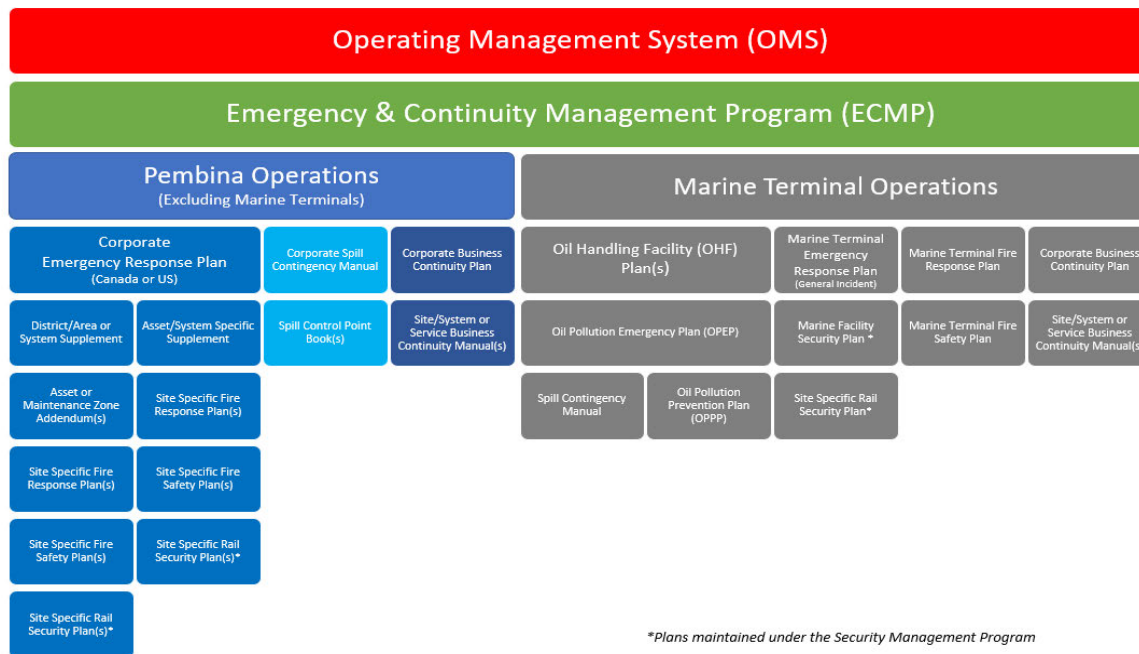 Operating Management System (OMS)
Emergency & Continuity Management Program (ECMP)
Pembina Operations
(Excluding Marine Terminals)
Marine Terminal Operations
Corporate
Emergency Response Plan
(Canada or US)
Corporate Spill
Contingency Manual
Corporate Business
Continuity Plan
Oil Handling Facility (OHF)
Plan(s)
Marine Terminal
Emergency
Response Plan
(General Incident)
Marine Terminal Fire
Response Plan
Corporate Business
Continuity Plan
District/Area or
System Supplement
Asset/System Specific
Supplement
Spill Control Point
Book(s)
Site/System or
Service Business
Continuity Manual(s)
Oil Pollution Emergency Plan (OPEP)
Marine Facility
Security Plan *
Marine Terminal Fire
Safety Plan
Site/System or
Service Business
Continuity Manual(s
Asset or
Maintenance Zone
Addendum(s)
Site Specific Fire
Response Plan(s)
Spill Contingency
Manual
Oil Pollution
Prevention Plan
(OPPP)
Site Specific Rail
Security Plan*
Site Specific Fire
Response Plan(s)
Site Specific Fire
Safety Plan(s)
Site Specific Fire
Safety Plan(s)
Site Specific Rail
Security Plan(s)*
Site Specific Rail
Security Plan(s)*
*Plans maintained under the Security Management Program